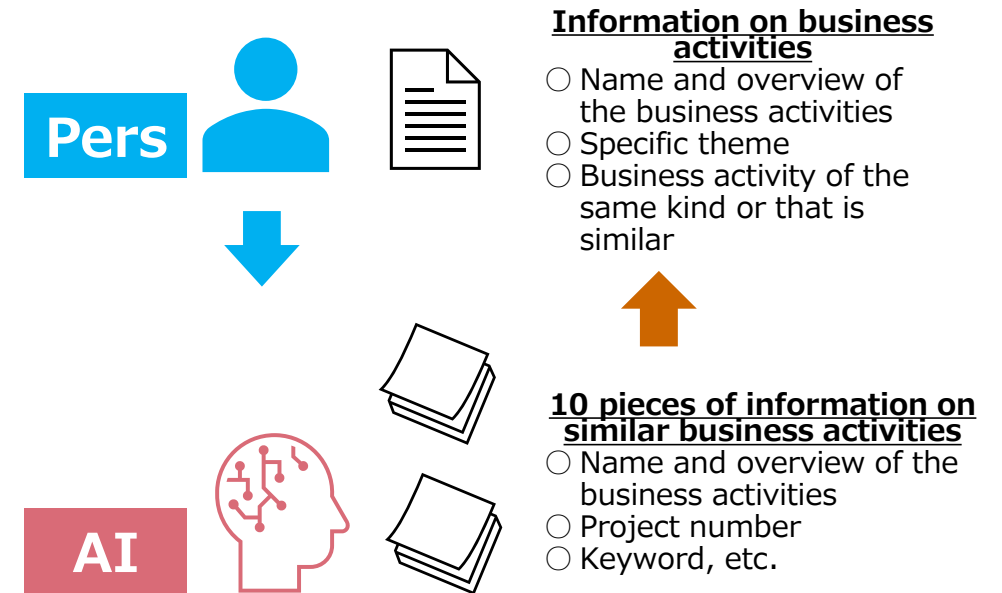 Information on business
activities
Pers
○ Name and overview of
the business activities
○ Specific theme
○ Business activity of the
same kind or that is
similar
10 pieces of information on
similar business activities
AI
○ Name and overview of the
business activities
○ Project number
○ Keyword, etc.